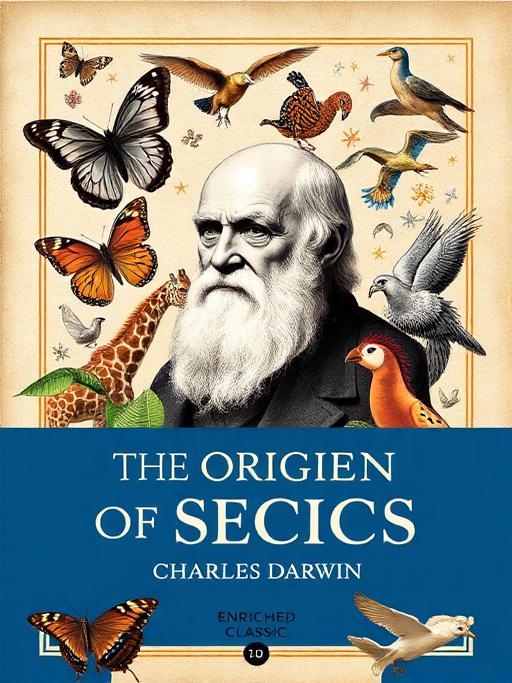 THE ORIGIEN
OF SECICS
CHARLES DARWIN
ENRICHED
CLASSIC
10